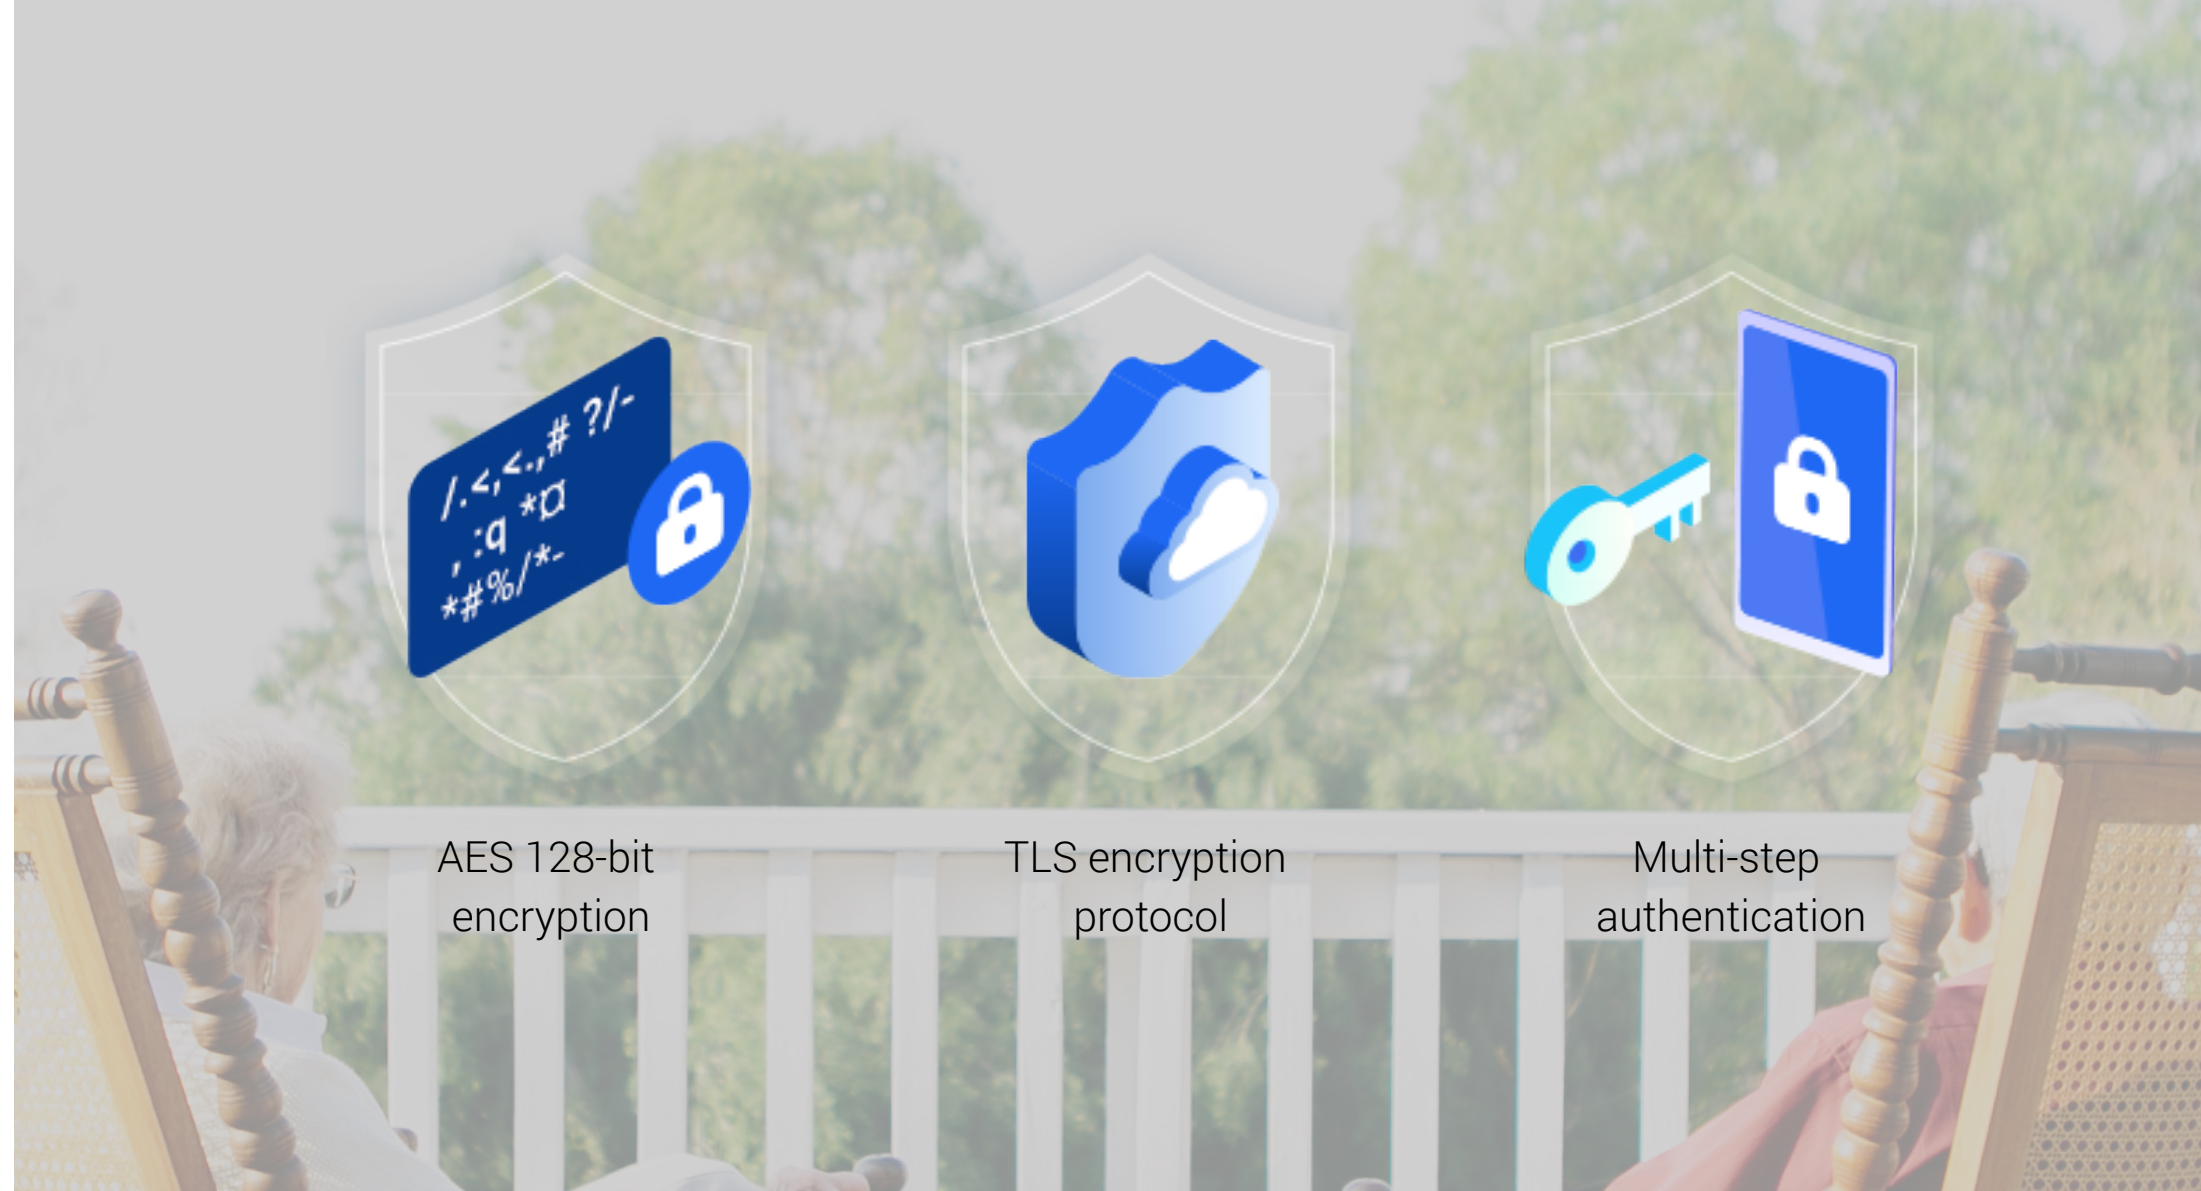 /.<,<.,# ?/-
, :q *¤
*#%/*-
AES 128-bit
encryption
TLS encryption
protocol
Multi-step
authentication